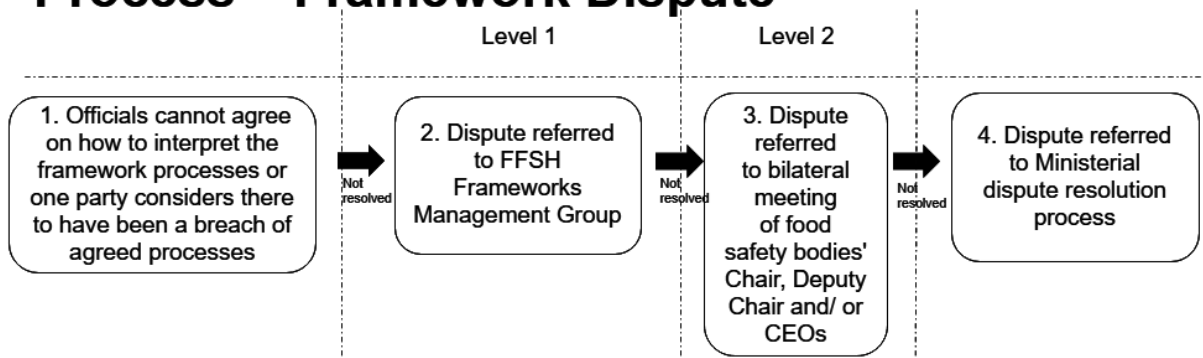 Process – Framework Dispute
Level 1
Level 2
1. Officials cannot agree
on how to interpret the
framework processes or
one party considers there
to have been a breach of
agreed processes
Not
resolved
2. Dispute referred
to FFSH
Frameworks
Management Group
Not
resolved
3. Dispute
referred
to bilateral
meeting
of food
safety bodies'
Chair, Deputy
Chair and/ or
CEOs
Not
resolved
4. Dispute referred
to Ministerial
dispute resolution
process